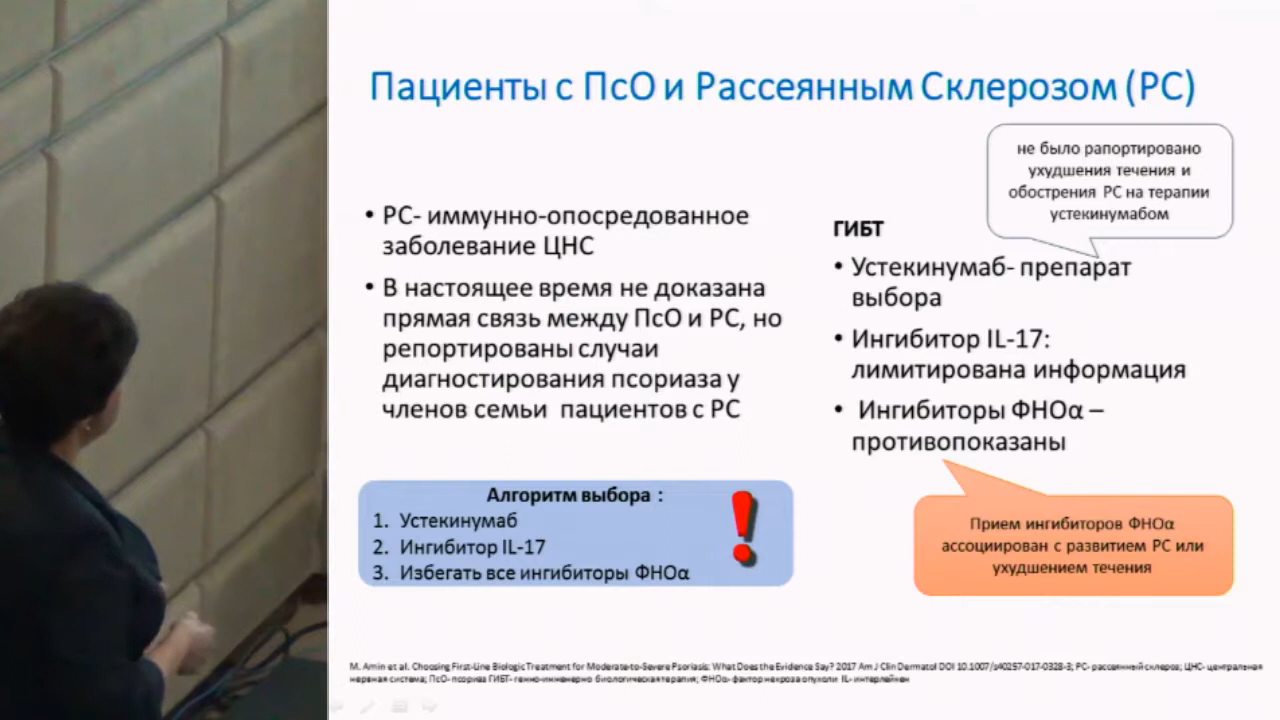 Пациенты с ПсО и Рассеянным Склерозом (РС)
не было рапортировано
ухудшения течения и
обострения РС на терапии
устекинумабом
• РС- иммунно-опосредованное
заболевание ЦНС
• В настоящее время не доказана
прямая связь между ПсО и РС, но
репортированы случаи
диагностирования псориаза у
членов семьи пациентов с РС
ГИБТ
• Устекинумаб- препарат
выбора
• Ингибитор IL-17:
лимитирована информация
• Ингибиторы ФНОα –
противопоказаны
Алгоритм выбора :
1. Устекинумаб
2. Ингибитор IL-17
3. Избегать все ингибиторы ФНОα
Прием ингибиторов ФНОα
ассоциирован с развитием РС или
ухудшением течения
M. Amin et al. Choosing First-Line Biologic Treatment for Moderate-to-Severe Psoriasis: What Does the Evidence Say? 2017 Am J Clin Dermatol DOI 10.1007/s40257-017-0328-3; РС- рассеянный склероз; ЦНС- центральная
нервная система; ПсО- псориаз ГИБТ- генно-инженерно биологическая терапия; ФНОα- фактор некроза опухоли IL- интерлейкен